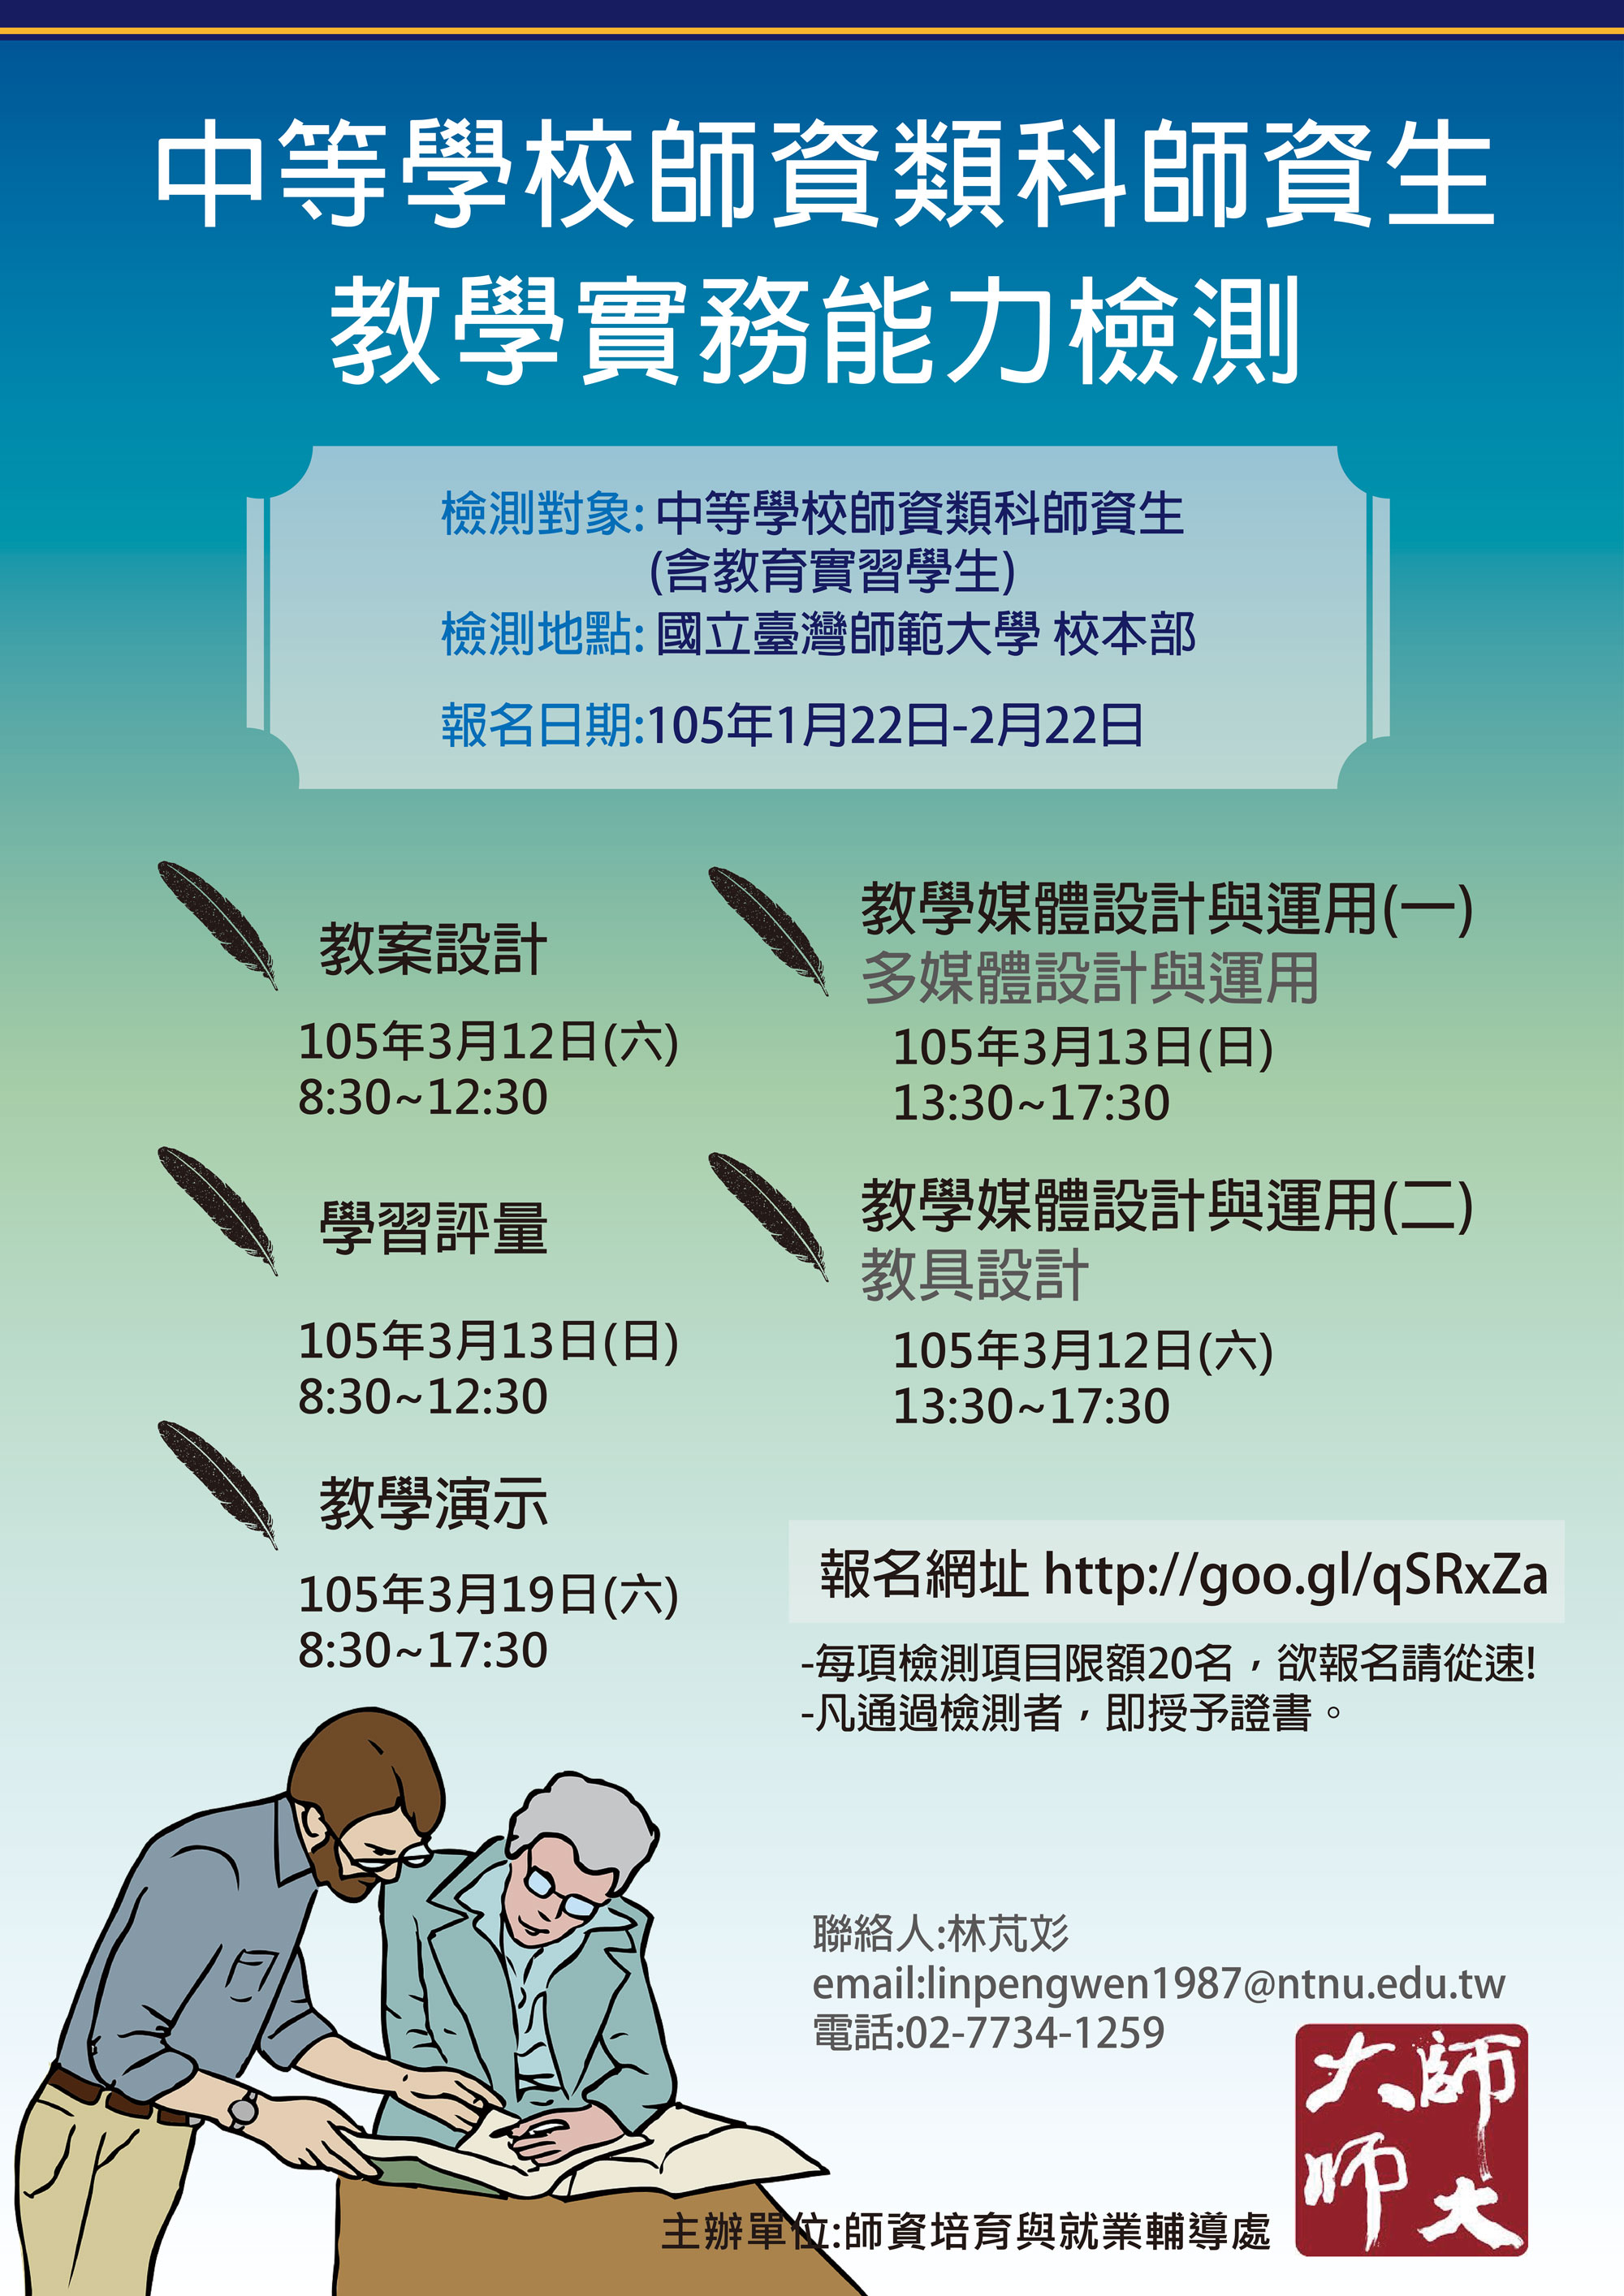 中等學校師資類科師資生
教學實務能力檢測
檢測對象: 中等學校師資類科師資生
(含教育實習學生)
檢測地點: 國立臺灣師範大學 校本部
報名日期:105年1月22日-2月22日
教案設計
105年3月12日(六)
8:30~12:30
學習評量
105年3月13日(日)
8:30~12:30
教學演示
105年3月19日(六)
8:30~17:30
教學媒體設計與運用(一)
多媒體設計與運用
105年3月13日(日)
13:30~17:30
教學媒體設計與運用(二)
教具設計
105年3月12日(六)
13:30~17:30
報名網址 http://goo.gl/qSRxZa
-每項檢測項目限額20名，欲報名請從速!
-凡通過檢測者，即授予證書。
聯絡人:林芃彣
email:linpengwen1987@ntnu.edu.tw
電話:02-7734-1259
師大
大師
主辦單位:師資培育與就業輔導處